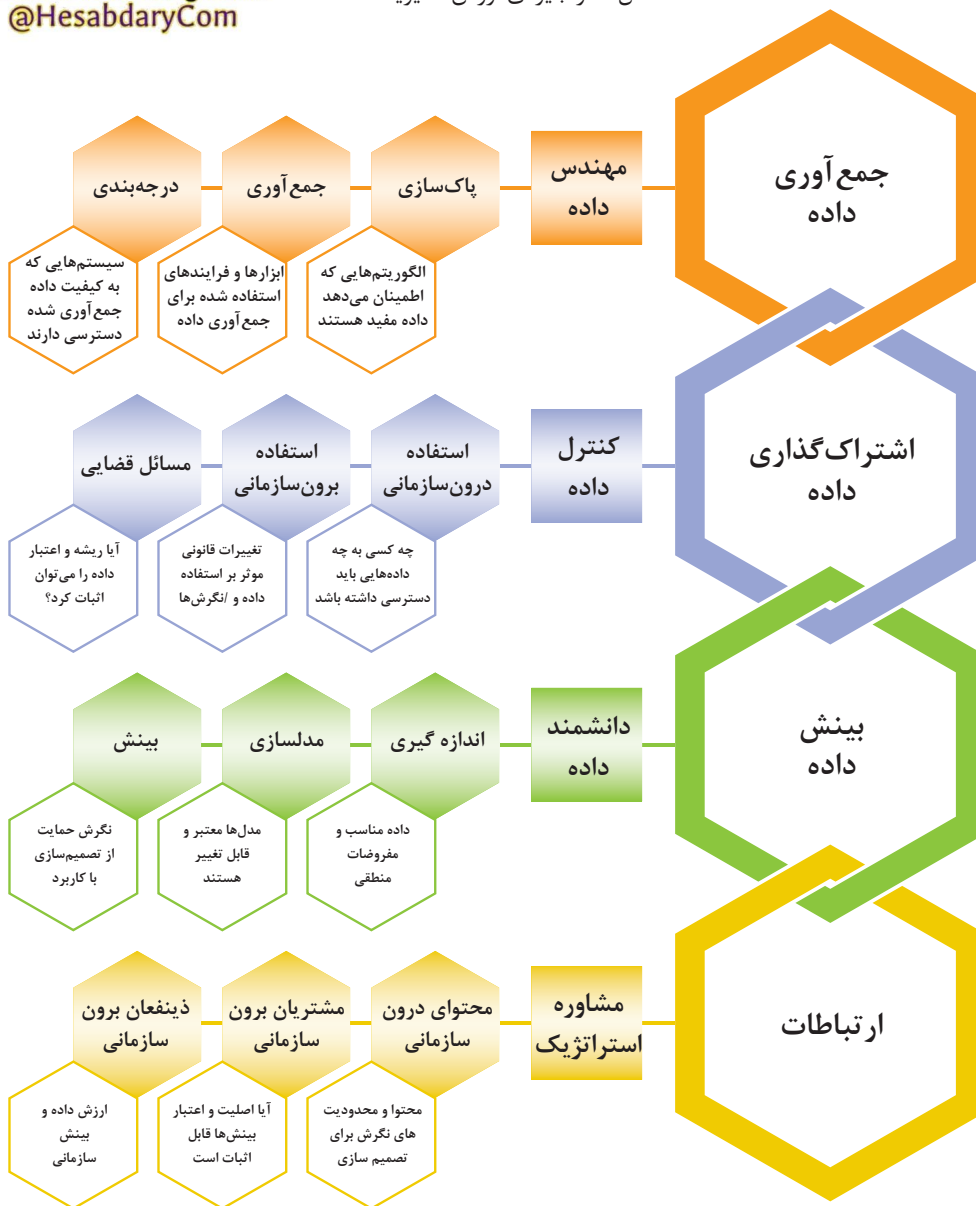 @HesabdaryCom
جمع‌آوری
داده
مهندس
داده
پاک‌سازی
الگوریتم‌هایی که
اطمینان می‌دهد
داده مفید هستند
جمع‌آوری
ابزارها و فرایندهای
استفاده شده برای
جمع‌آوری داده
درجه‌بندی
سیستم‌هایی که
به کیفیت داده
جمع‌آوری شده
دسترسی دارند
اشتراک‌گذاری
داده
کنترل
داده
استفاده
درون‌سازمانی
چه کسی به چه
داده‌هایی باید
دسترسی داشته باشد
استفاده
برون‌سازمانی
تغییرات قانونی
موثر بر استفاده
داده و /نگرش‌ها
مسائل قضایی
آیا ریشه و اعتبار
داده را می‌توان
اثبات کرد؟
بینش
داده
دانشمند
داده
اندازه گیری
داده مناسب و
مفروضات
منطقی
مدلسازی
مدل‌ها معتبر و
قابل تغییر
هستند
بینش
نگرش حمایت
از تصمیم‌سازی
با کاربرد
ارتباطات
مشاوره
استراتژیک
محتوای درون
سازمانی
محتوا و محدودیت
های نگرش برای
تصمیم سازی
مشتریان برون
سازمانی
آیا اصلیت و اعتبار
بینش‌ها قابل
اثبات است
ذینفعان برون
سازمانی
ارزش داده و
بینش
سازمانی